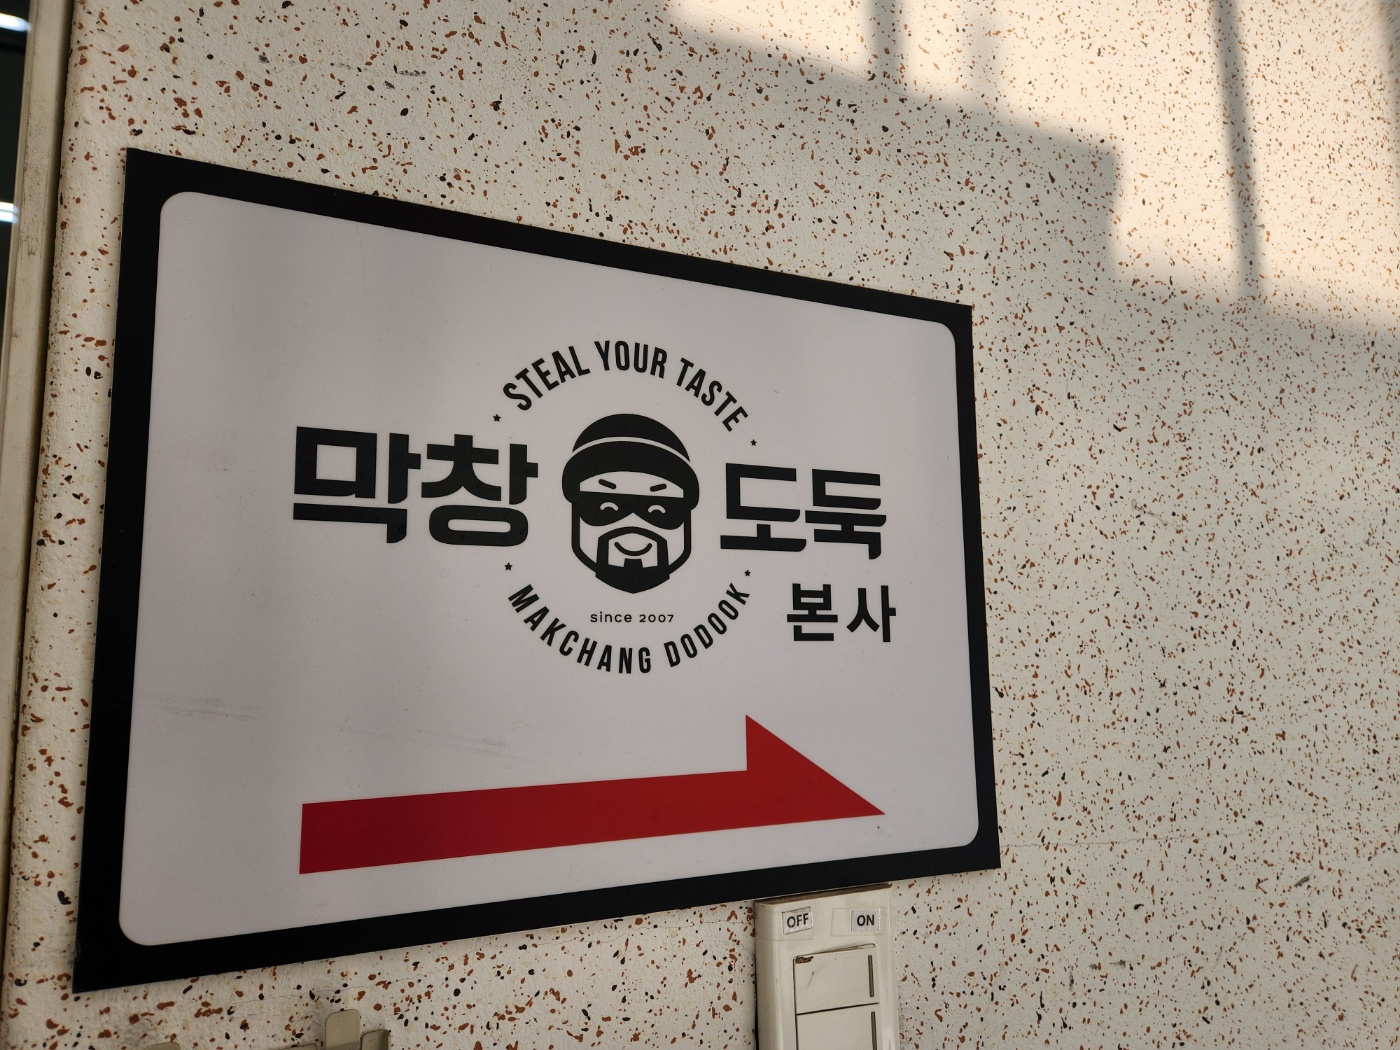 STEAL YOUR TASTE
막창 도둑
본사
since 2007
MAKCHANG DODOOK
OFF ON